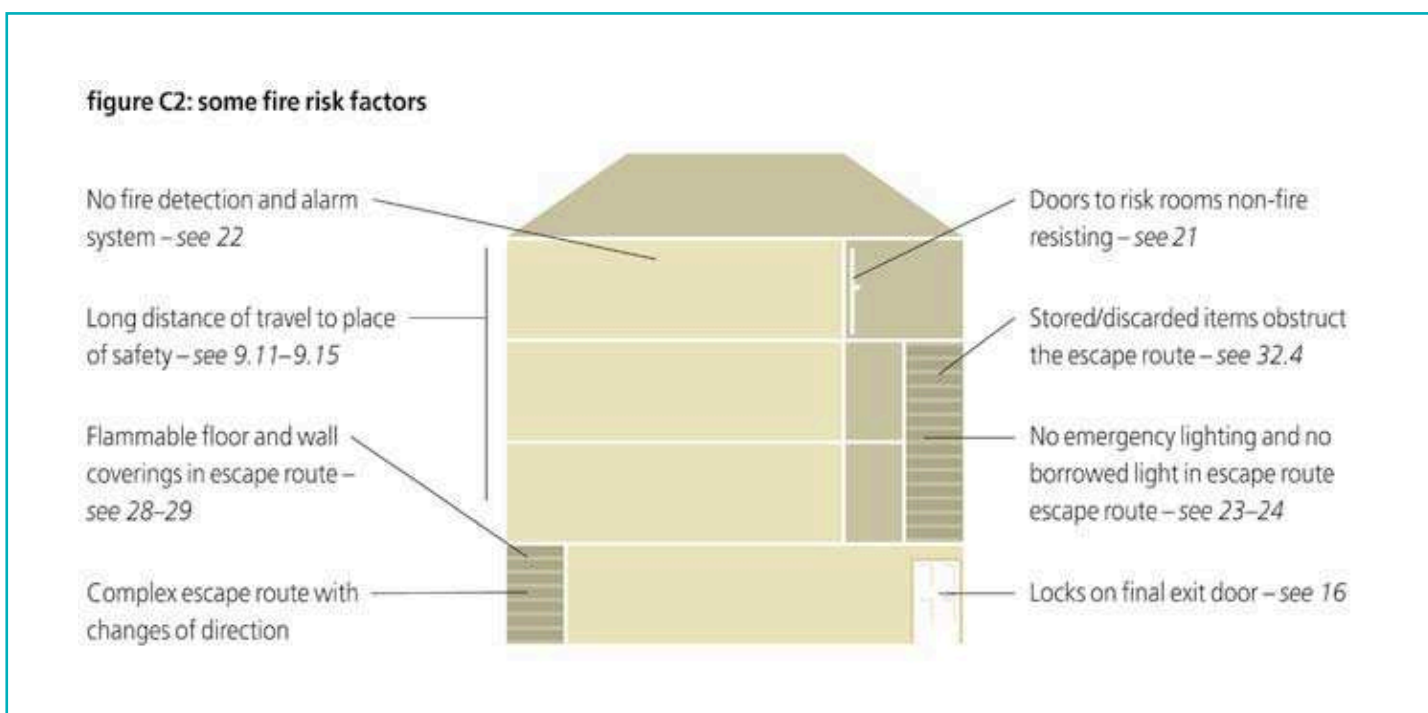 figure C2: some fire risk factors
No fire detection and alarm
system – see 22
Long distance of travel to place
of safety – see 9.11–9.15
Flammable floor and wall
coverings in escape route –
see 28–29
Complex escape route with
changes of direction
Doors to risk rooms non-fire
resisting – see 21
Stored/discarded items obstruct
the escape route – see 32.4
No emergency lighting and no
borrowed light in escape route
escape route – see 23–24
Locks on final exit door – see 16